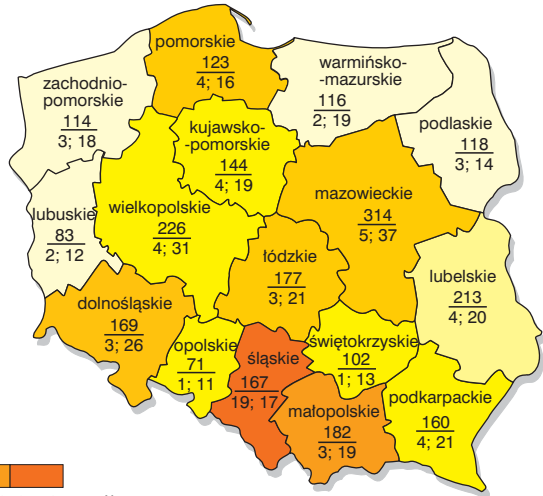 pomorskie
123
4; 16
warmińsko-
-mazurskie
116
2; 19
zachodnio-
pomorskie
114
3; 18
podlaskie
118
3; 14
kujawsko-
-pomorskie
144
4; 19
mazowieckie
314
5; 37
lubuskie
83
2; 12
wielkopolskie
226
4; 31
łódzkie
177
3; 21
lubelskie
213
4; 20
dolnośląskie
169
3; 26
opolskie
71
1; 11
śląskie
167
19; 17
świętokrzyskie
102
1; 13
małopolskie
182
3; 19
podkarpackie
160
4; 21